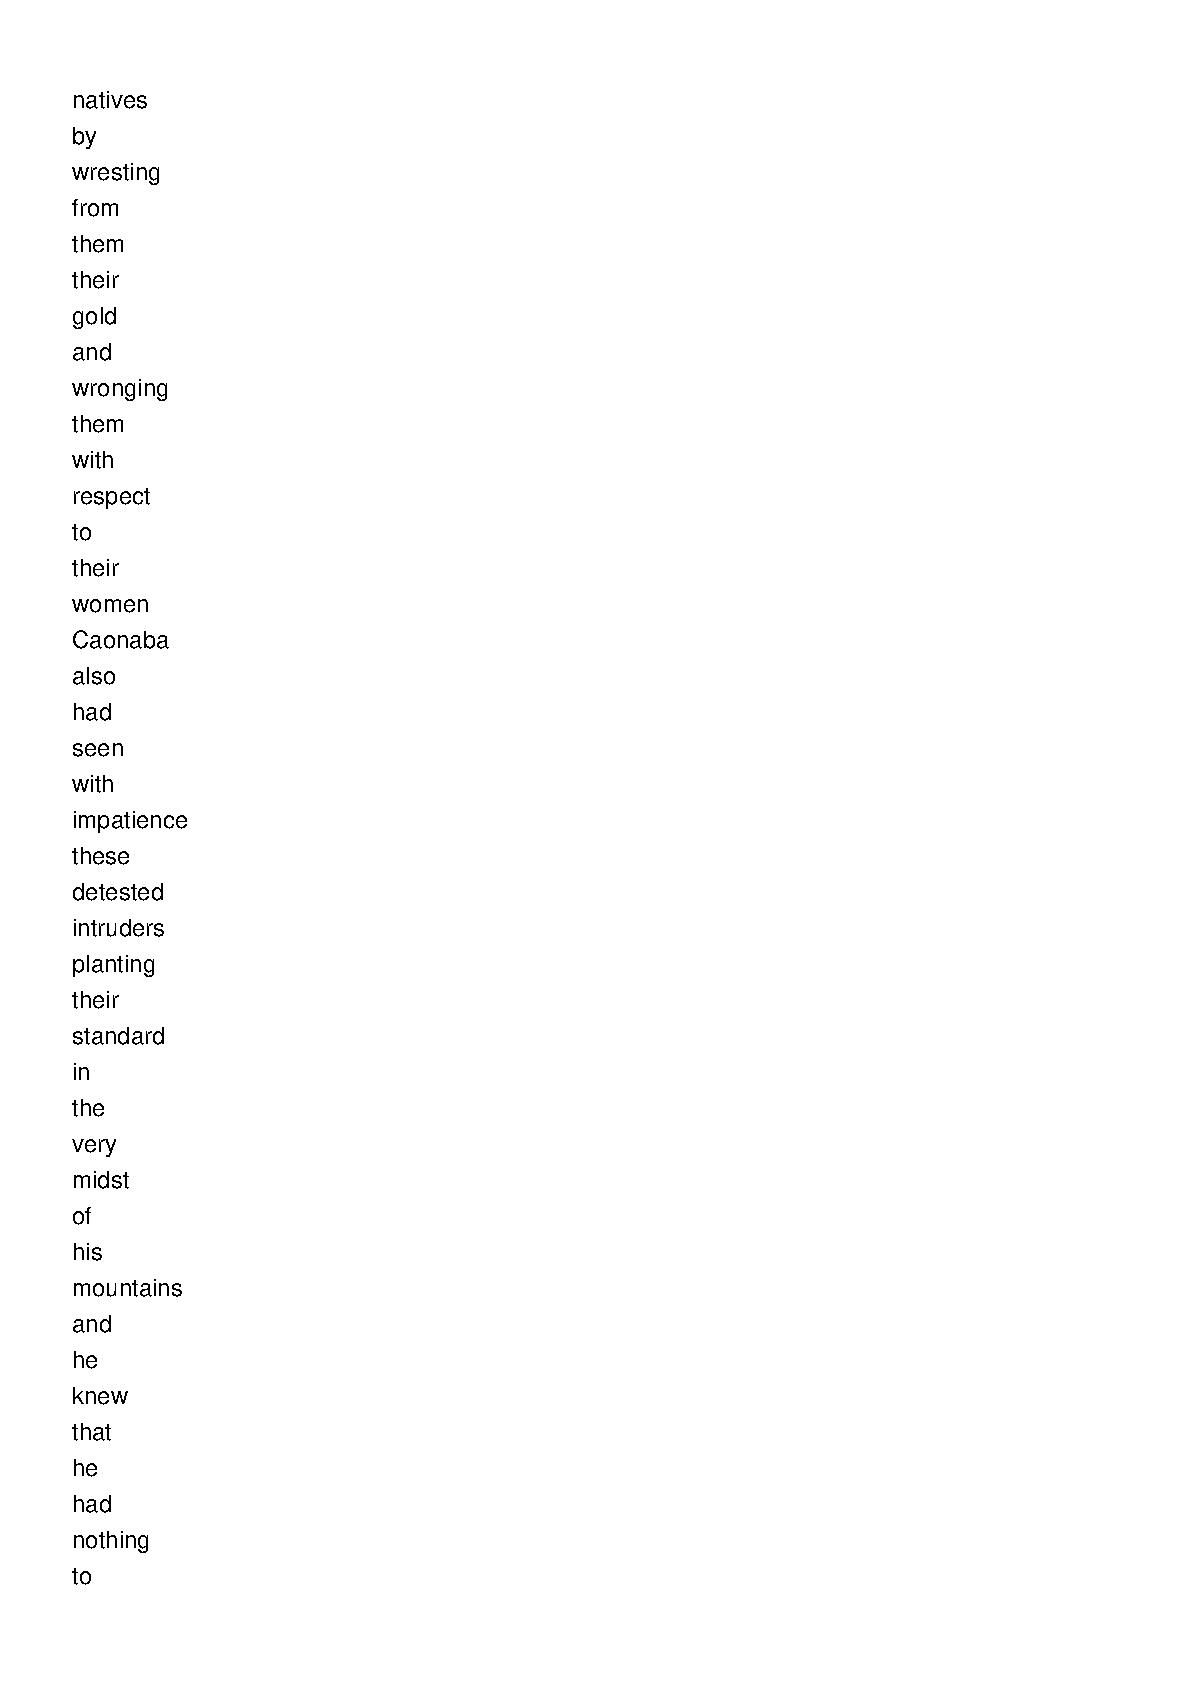 natives
by
wresting
from
them
their
gold
and
wronging
them
with
respect
to
their
women
Caonaba
also
had
seen
with
impatience
these
detested
intruders
planting
their
standard
in
the
very
midst
of
his
mountains
and
he
knew
that
he
had
nothing
to